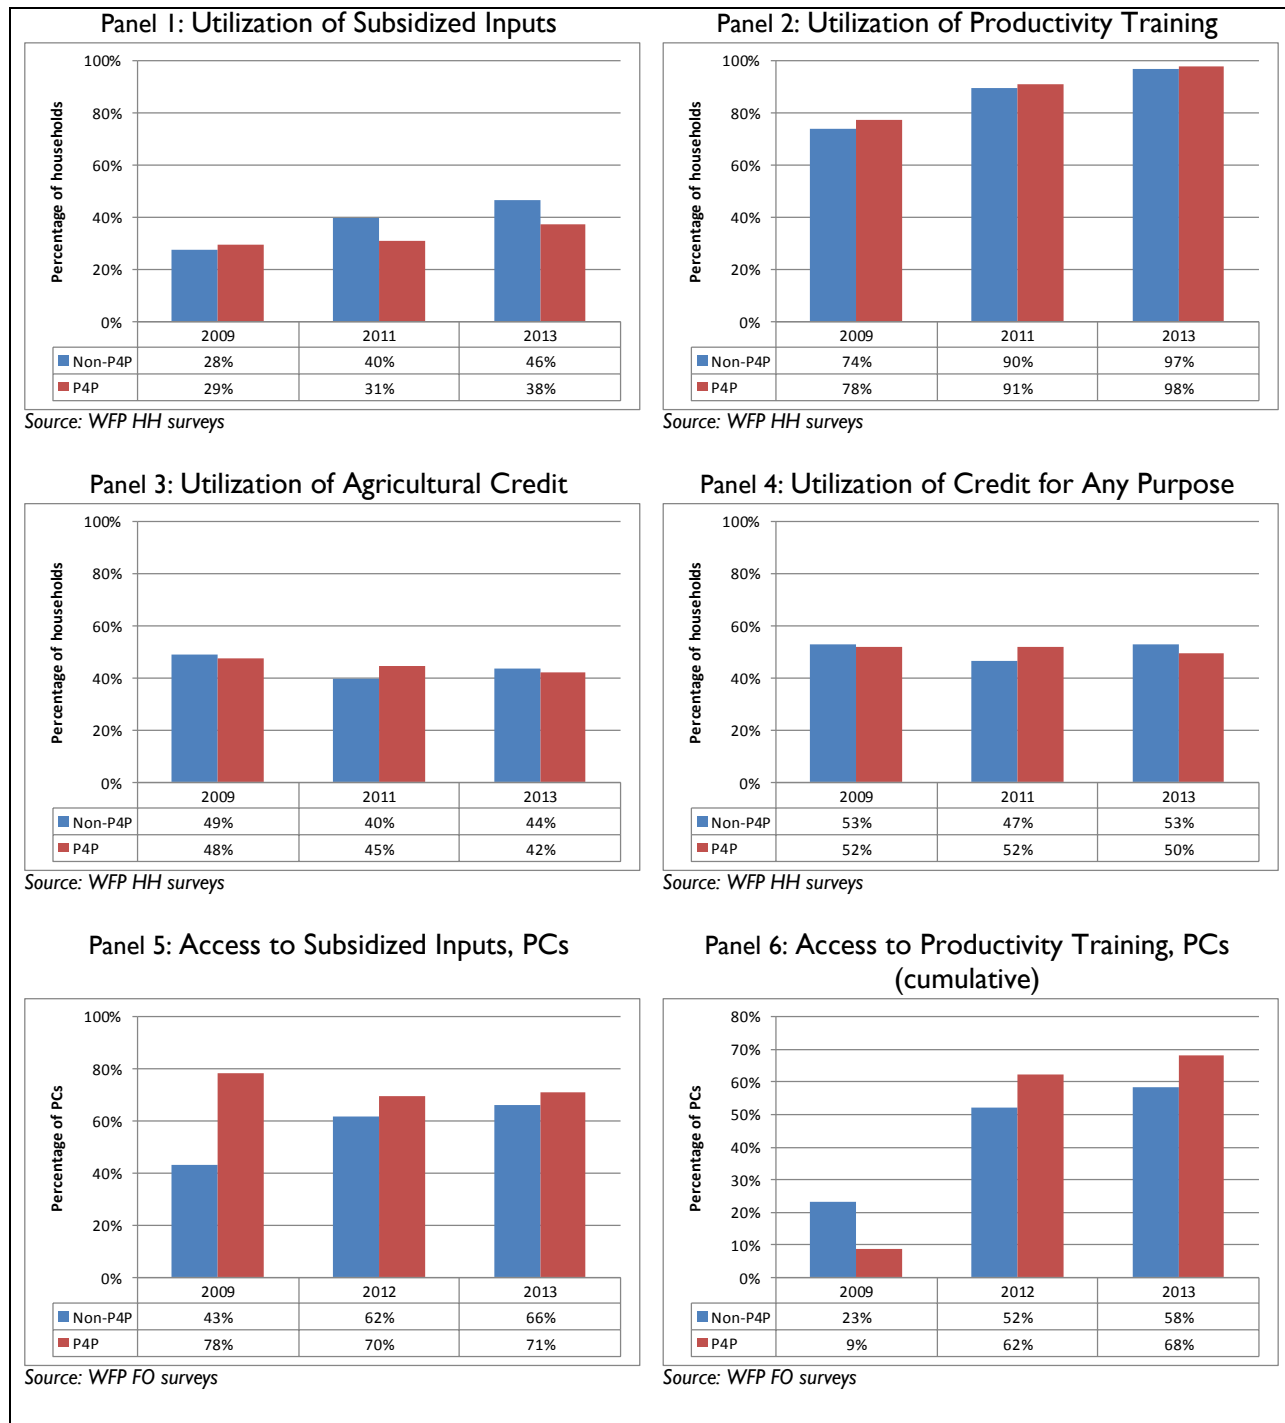 Panel 1: Utilization of Subsidized Inputs
Percentage of households
100%
80%
60%
40%
20%
0%
2009 2011 2013
Non-P4P 28% 40% 46%
P4P 29% 31% 38%
Source: WFP HH surveys
Panel 2: Utilization of Productivity Training
Percentage of households
100%
80%
60%
40%
20%
0%
2009 2011 2013
Non-P4P 74% 90% 97%
P4P 78% 91% 98%
Source: WFP HH surveys
Panel 3: Utilization of Agricultural Credit
Percentage of households
100%
80%
60%
40%
20%
0%
2009 2011 2013
Non-P4P 49% 40% 44%
P4P 48% 45% 42%
Source: WFP HH surveys
Panel 4: Utilization of Credit for Any Purpose
Percentage of households
100%
80%
60%
40%
20%
0%
2009 2011 2013
Non-P4P 53% 47% 53%
P4P 52% 52% 50%
Source: WFP HH surveys
Panel 5: Access to Subsidized Inputs, PCs
Percentage of PCs
100%
80%
60%
40%
20%
0%
2009 2012 2013
Non-P4P 43% 62% 66%
P4P 78% 70% 71%
Source: WFP FO surveys
Panel 6: Access to Productivity Training, PCs
(cumulative)
Percentage of PCs
80%
70%
60%
50%
40%
30%
20%
10%
0%
2009 2012 2013
Non-P4P 23% 52% 58%
P4P 9% 62% 68%
Source: WFP FO surveys